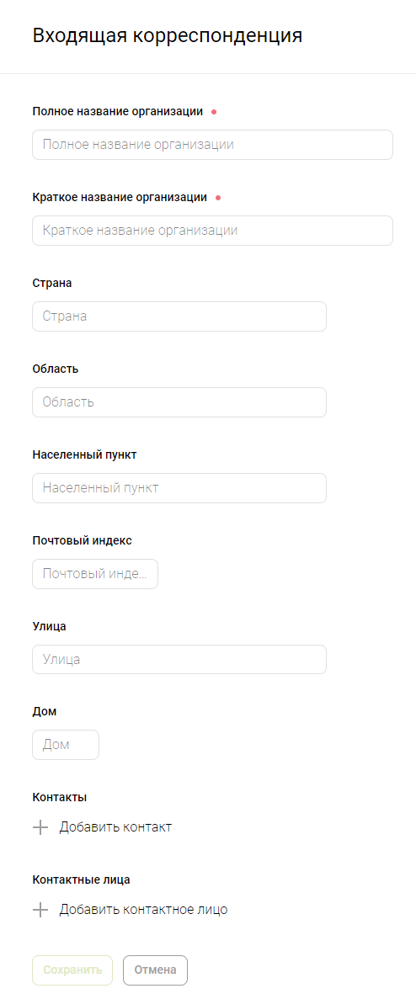 Входящая корреспонденция
Полное название организации
Полное название организации
Краткое название организации
Краткое название организации
Страна
Страна
Область
Область
Населенный пункт
Населенный пункт
Почтовый индекс
Почтовый инде...
Улица
Улица
Дом
Дом
Контакты
Добавить контакт
Контактные лица
Добавить контактное лицо
Сохранить Отмена